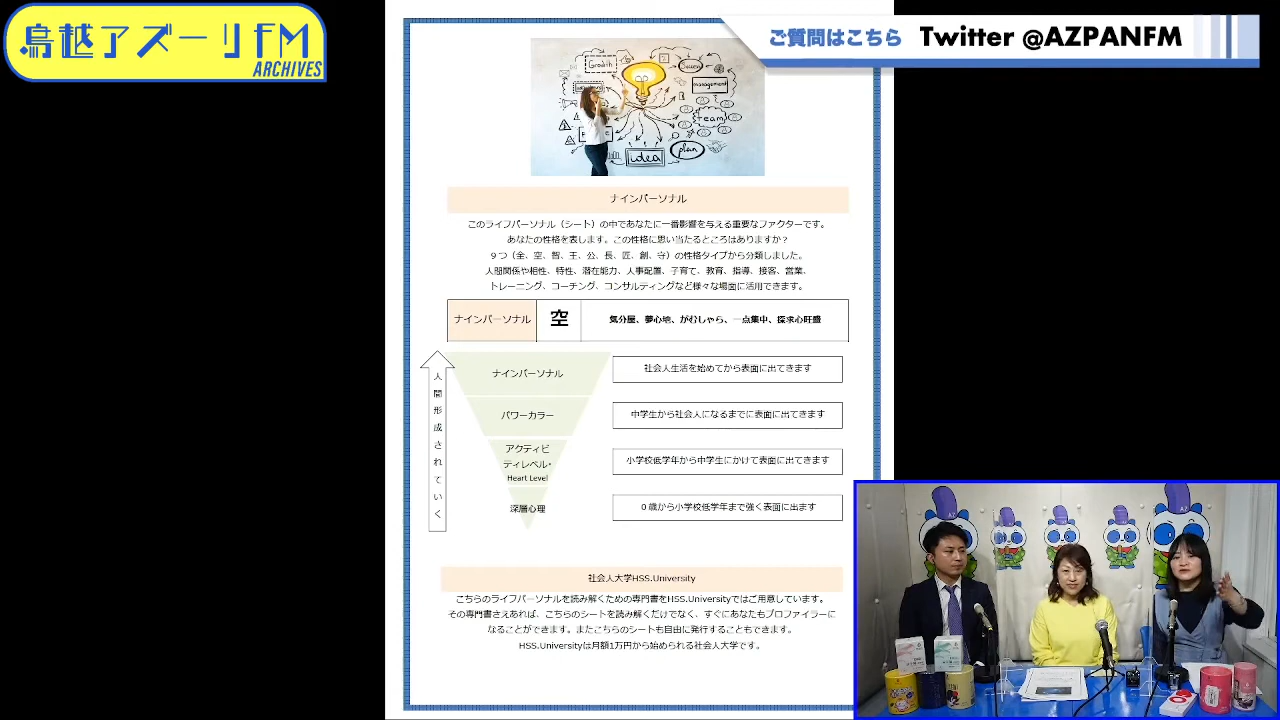 鳥越アズーリFM
ARCHIVES
ご質問はこちら Twitter @AZPANFM
Growth
management
team
idea
plan
ナインパーソナル
このライフパーソナル（シート）の中であなたに一番影響を与える重要なファクターです。
あなたの性格を表します。この性格に思い当たるところはありますか？
９つ（全、空、智、王、公、長、匠、創、守）の性格タイプから分類しました。
人間関係や相性、特性、潜在能力、人事配置、子育て、教育、指導、接客、営業、
トレーニング、コーチング、コンサルティングなど様々な場面に活用できます。
ナインパーソナル 空 気分屋、夢心地、がむしゃら、一点集中、探求心旺盛
人間形成されていく
ナインパーソナル 社会人生活を始めてから表面に出てきます
パワーカラー 中学生から社会人になるまでに表面に出てきます
アクティビ
ティレベル・
Heart Level
小学校低学年から中学生にかけて表面に出てきます
深層心理 ０歳から小学校低学年まで強く表面に出ます
社会人大学HSS.University
こちらのライフパーソナルを読み解くための専門書をHSS.Universityではご用意しています。
その専門書さえあれば、こちらのシートを読み解くだけでなく、すぐにあなたもプロファイラーに
なることができます。またこちらのシートも自由に発行することもできます。
HSS.Universityは月額1万円から始められる社会人大学です。